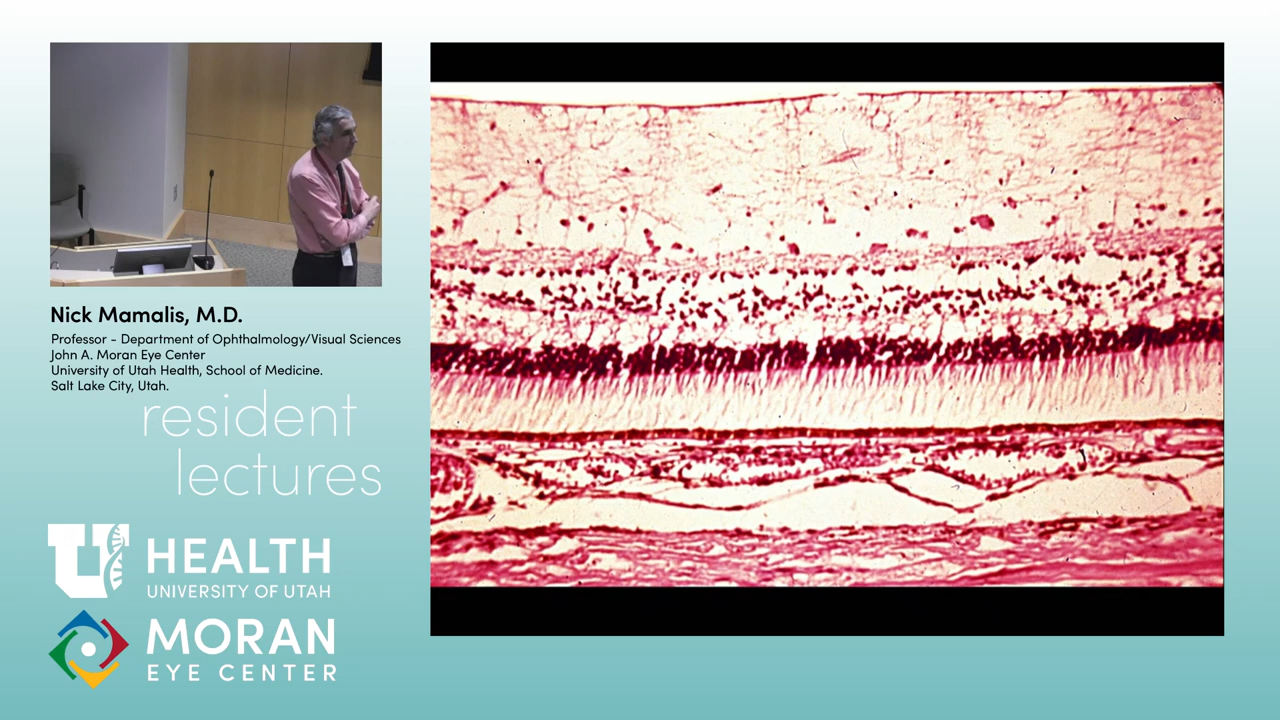 Nick Mamalis, M.D.
Professor - Department of Ophthalmology/Visual Sciences
John A. Moran Eye Center
University of Utah Health, School of Medicine.
Salt Lake City, Utah.
resident
lectures
U HEALTH
UNIVERSITY OF UTAH
MORAN
EYE CENTER